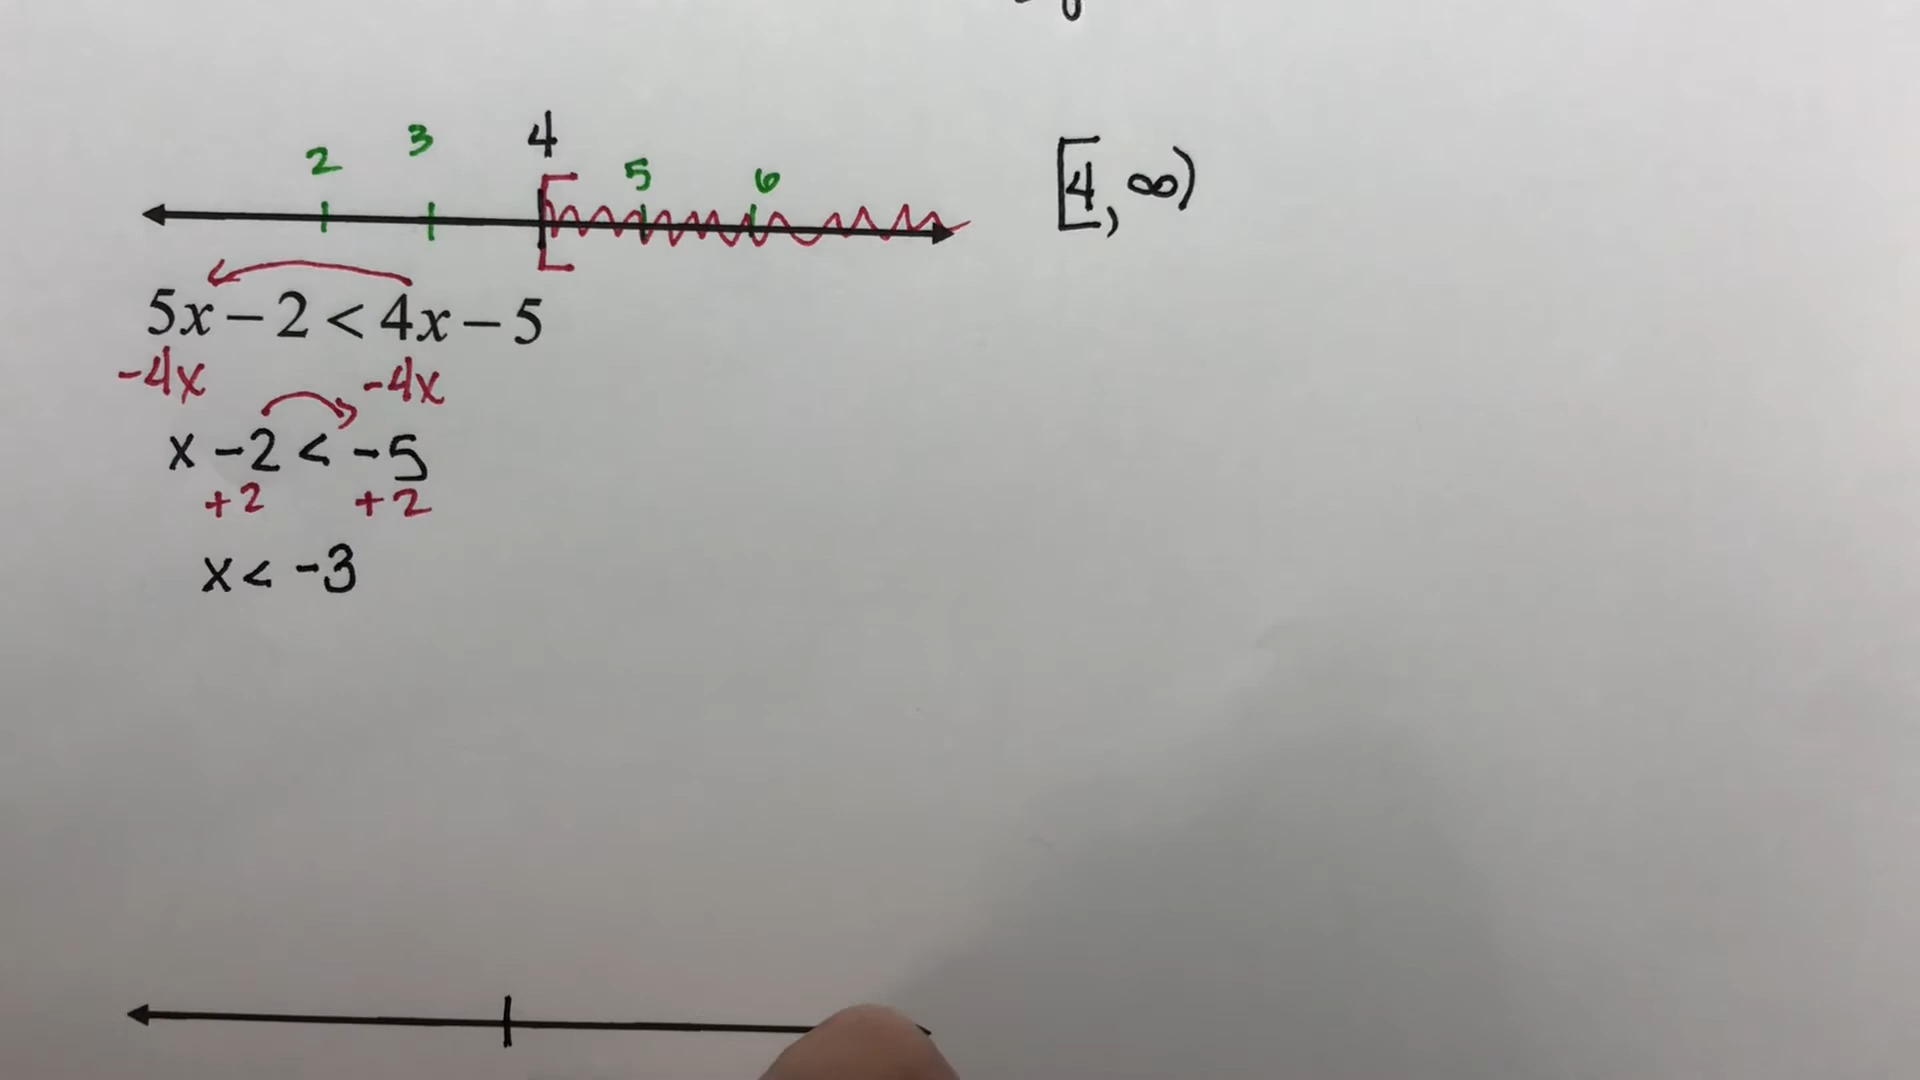 2 3 4 5 6
[4, ∞)
5x − 2 < 4x − 5
-4x -4x
x - 2 < -5
+2 +2
x < -3